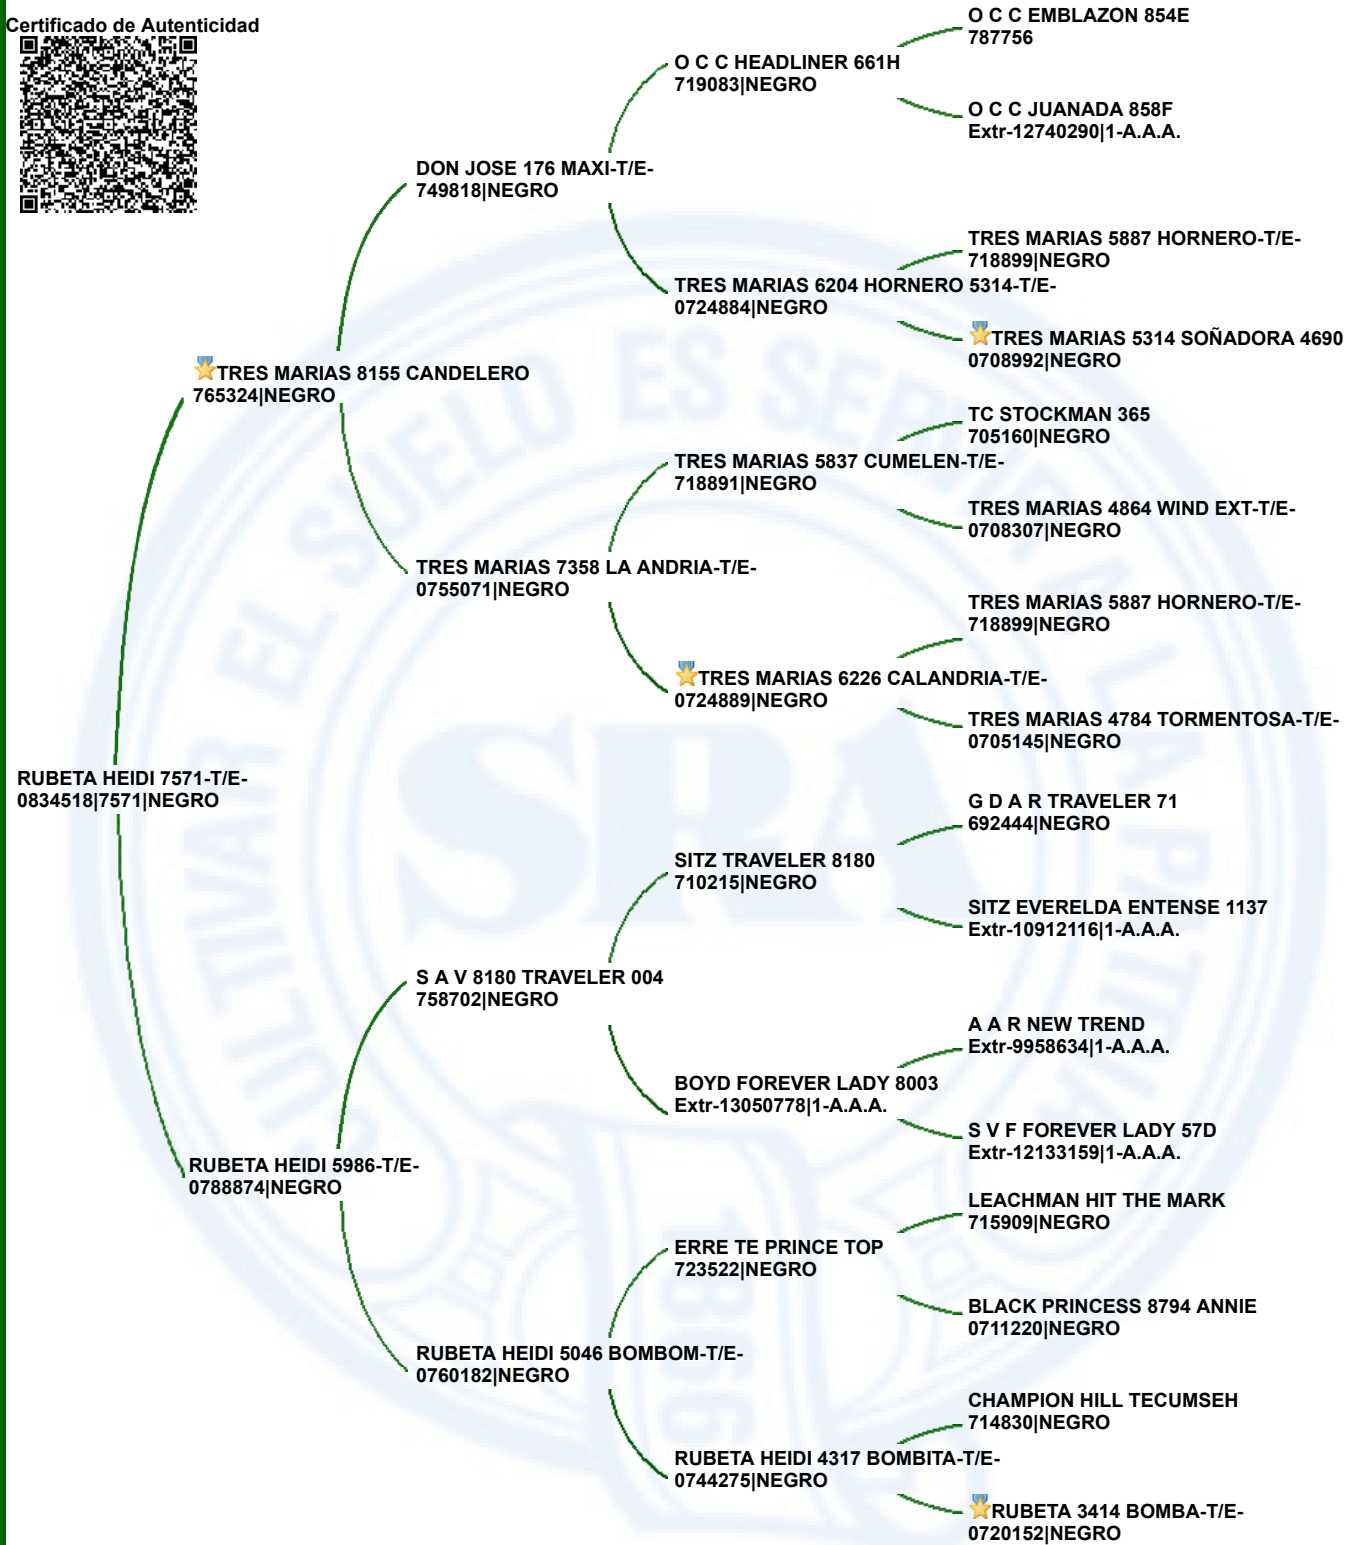 Certificado de Autenticidad
O C C EMBLAZON 854E
787756
O C C HEADLINER 661H
719083|NEGRO
O C C JUANADA 858F
Extr-12740290|1-A.A.A.
DON JOSE 176 MAXI-T/E-
749818|NEGRO
TRES MARIAS 5887 HORNERO-T/E-
718899|NEGRO
TRES MARIAS 6204 HORNERO 5314-T/E-
0724884|NEGRO
TRES MARIAS 5314 SOÑADORA 4690
0708992|NEGRO
TRES MARIAS 8155 CANDELERO
765324|NEGRO
TC STOCKMAN 365
705160|NEGRO
TRES MARIAS 5837 CUMELEN-T/E-
718891|NEGRO
TRES MARIAS 4864 WIND EXT-T/E-
0708307|NEGRO
TRES MARIAS 7358 LA ANDRIA-T/E-
0755071|NEGRO
TRES MARIAS 5887 HORNERO-T/E-
718899|NEGRO
TRES MARIAS 6226 CALANDRIA-T/E-
0724889|NEGRO
TRES MARIAS 4784 TORMENTOSA-T/E-
0705145|NEGRO
RUBETA HEIDI 7571-T/E-
0834518|7571|NEGRO
G D A R TRAVELER 71
692444|NEGRO
SITZ TRAVELER 8180
710215|NEGRO
SITZ EVERELDA ENTENSE 1137
Extr-10912116|1-A.A.A.
S A V 8180 TRAVELER 004
758702|NEGRO
A A R NEW TREND
Extr-9958634|1-A.A.A.
BOYD FOREVER LADY 8003
Extr-13050778|1-A.A.A.
S V F FOREVER LADY 57D
Extr-12133159|1-A.A.A.
RUBETA HEIDI 5986-T/E-
0788874|NEGRO
LEACHMAN HIT THE MARK
715909|NEGRO
ERRE TE PRINCE TOP
723522|NEGRO
BLACK PRINCESS 8794 ANNIE
0711220|NEGRO
RUBETA HEIDI 5046 BOMBOM-T/E-
0760182|NEGRO
CHAMPION HILL TECUMSEH
714830|NEGRO
RUBETA HEIDI 4317 BOMBITA-T/E-
0744275|NEGRO
RUBETA 3414 BOMBA-T/E-
0720152|NEGRO
CULTIVAR EL SUELO ES SERVIR A LA PATRIA
SRA
1866